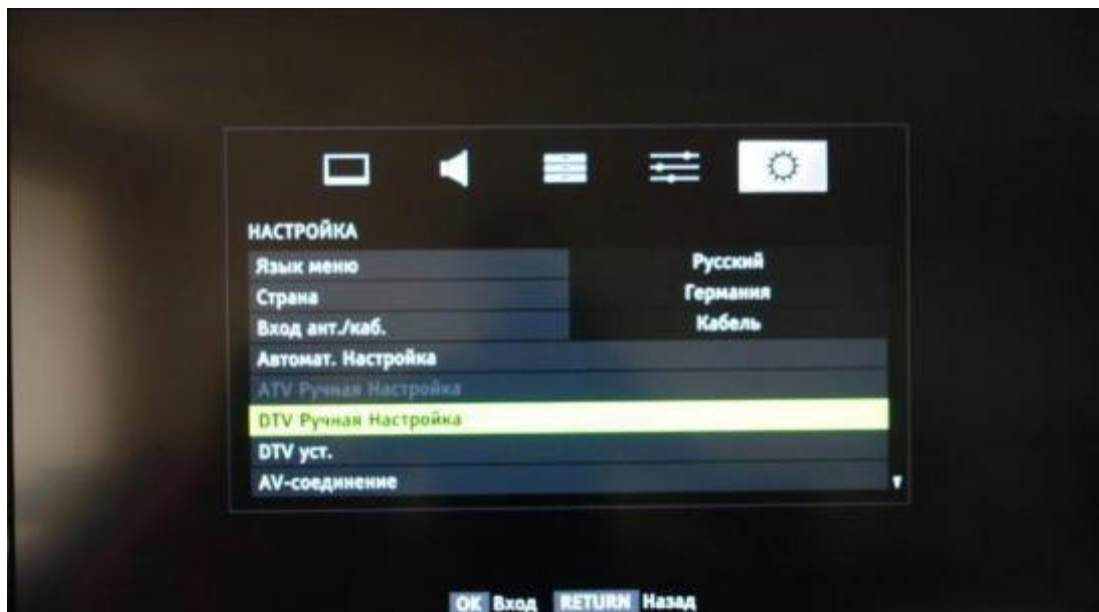 НАСТРОЙКА
Язык меню Русский
Страна Германия
Вход ант./каб. Кабель
Автомат. Настройка
ATV Ручная Настройка
DTV Ручная Настройка
DTV уст.
AV-соединение
OK Вход RETURN Назад